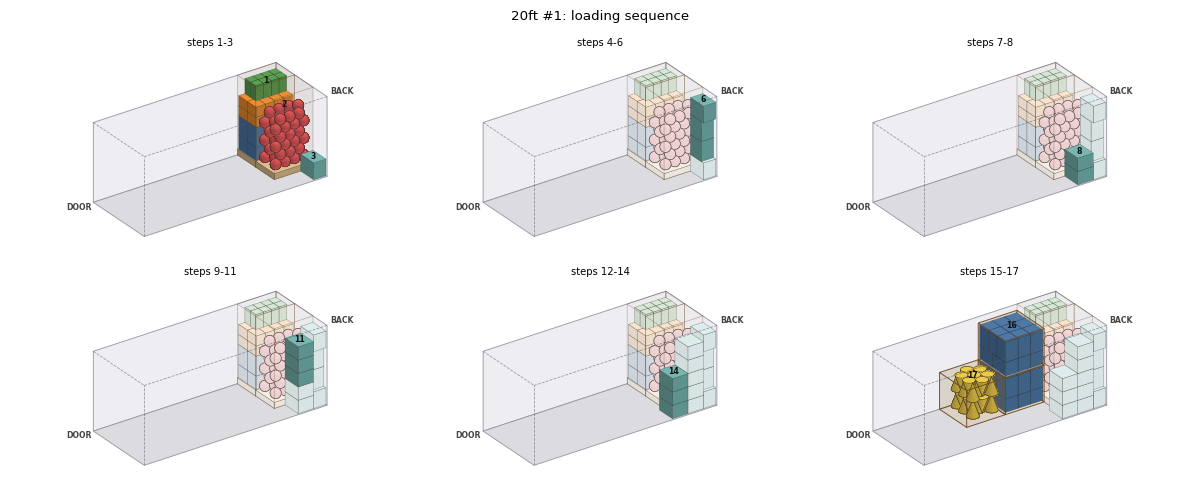 20ft #1: loading sequence
steps 1-3
1
2
3
BACK
DOOR
steps 4-6
6
BACK
DOOR
steps 7-8
8
BACK
DOOR
steps 9-11
11
BACK
DOOR
steps 12-14
14
BACK
DOOR
steps 15-17
16
17
BACK
DOOR